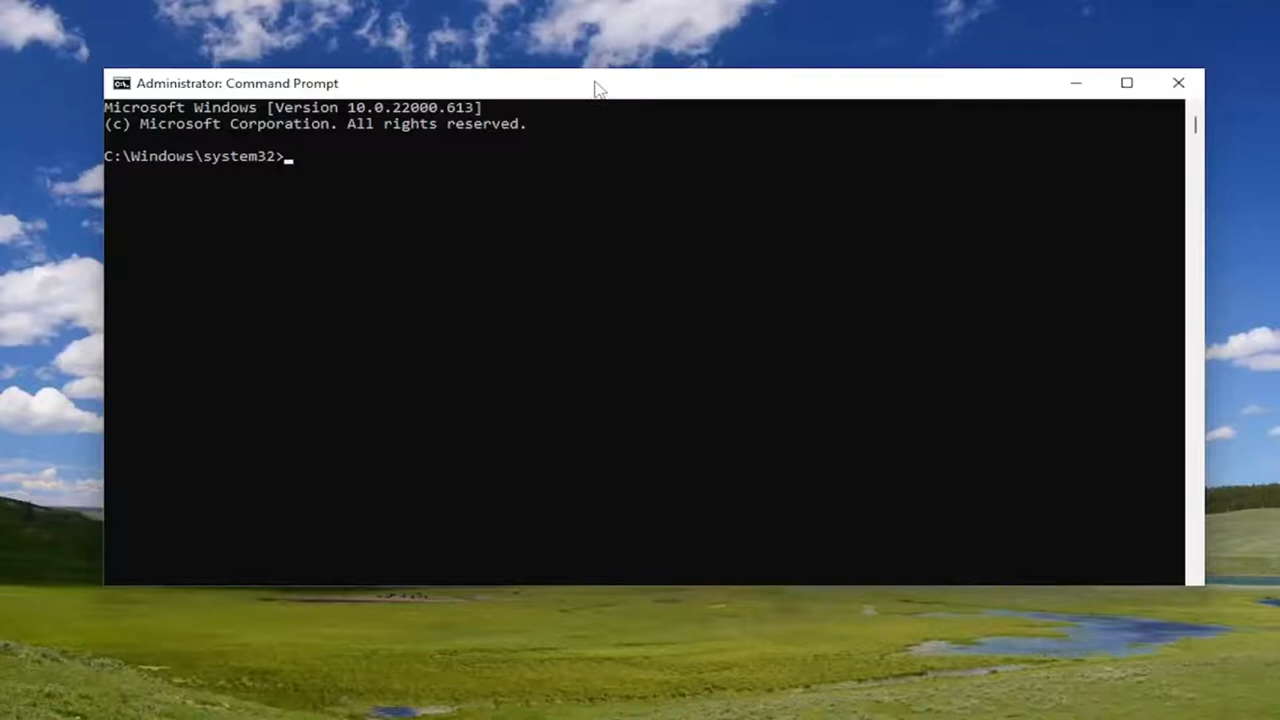 Administrator: Command Prompt
Microsoft Windows [Version 10.0.22000.613]
(c) Microsoft Corporation. All rights reserved.
C:\Windows\system32>